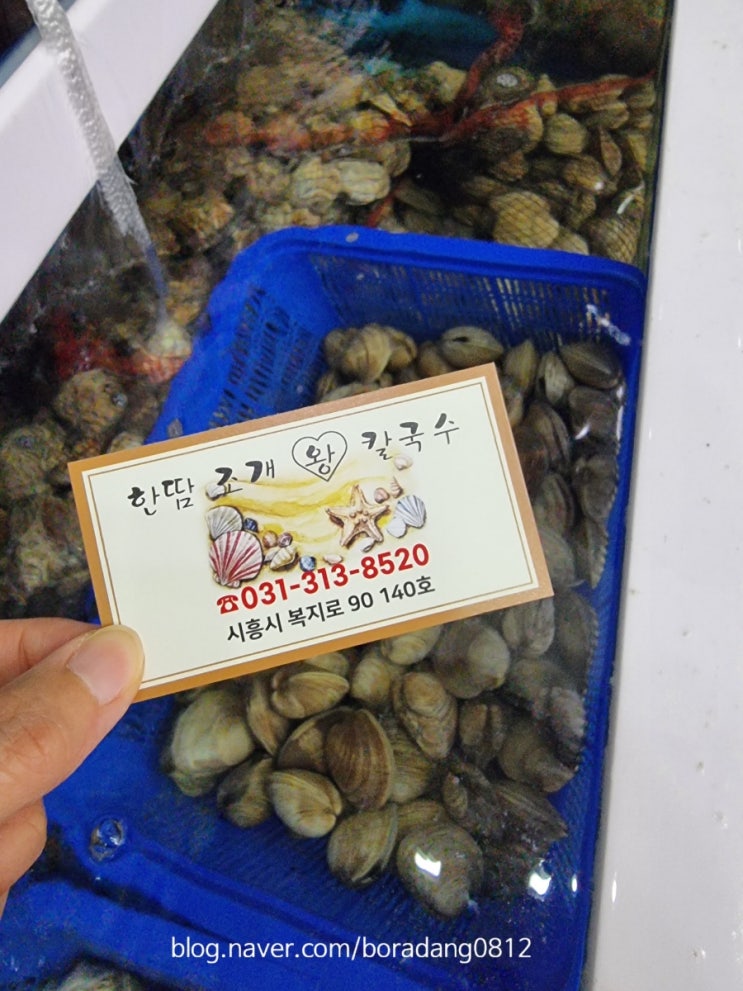 한땀 조개 왕 칼국수
☎031-313-8520
시흥시 복지로 90 140호
blog.naver.com/boradang0812